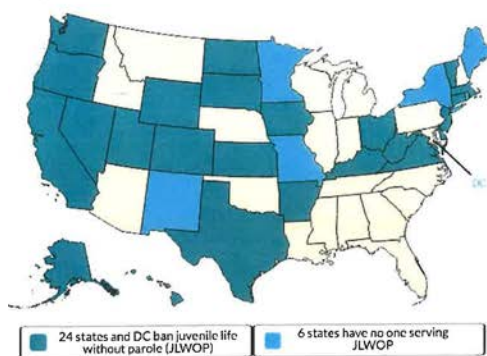 DC
24 states and DC ban juvenile life
without parole (JLWOP)
6 states have no one serving
JLWOP